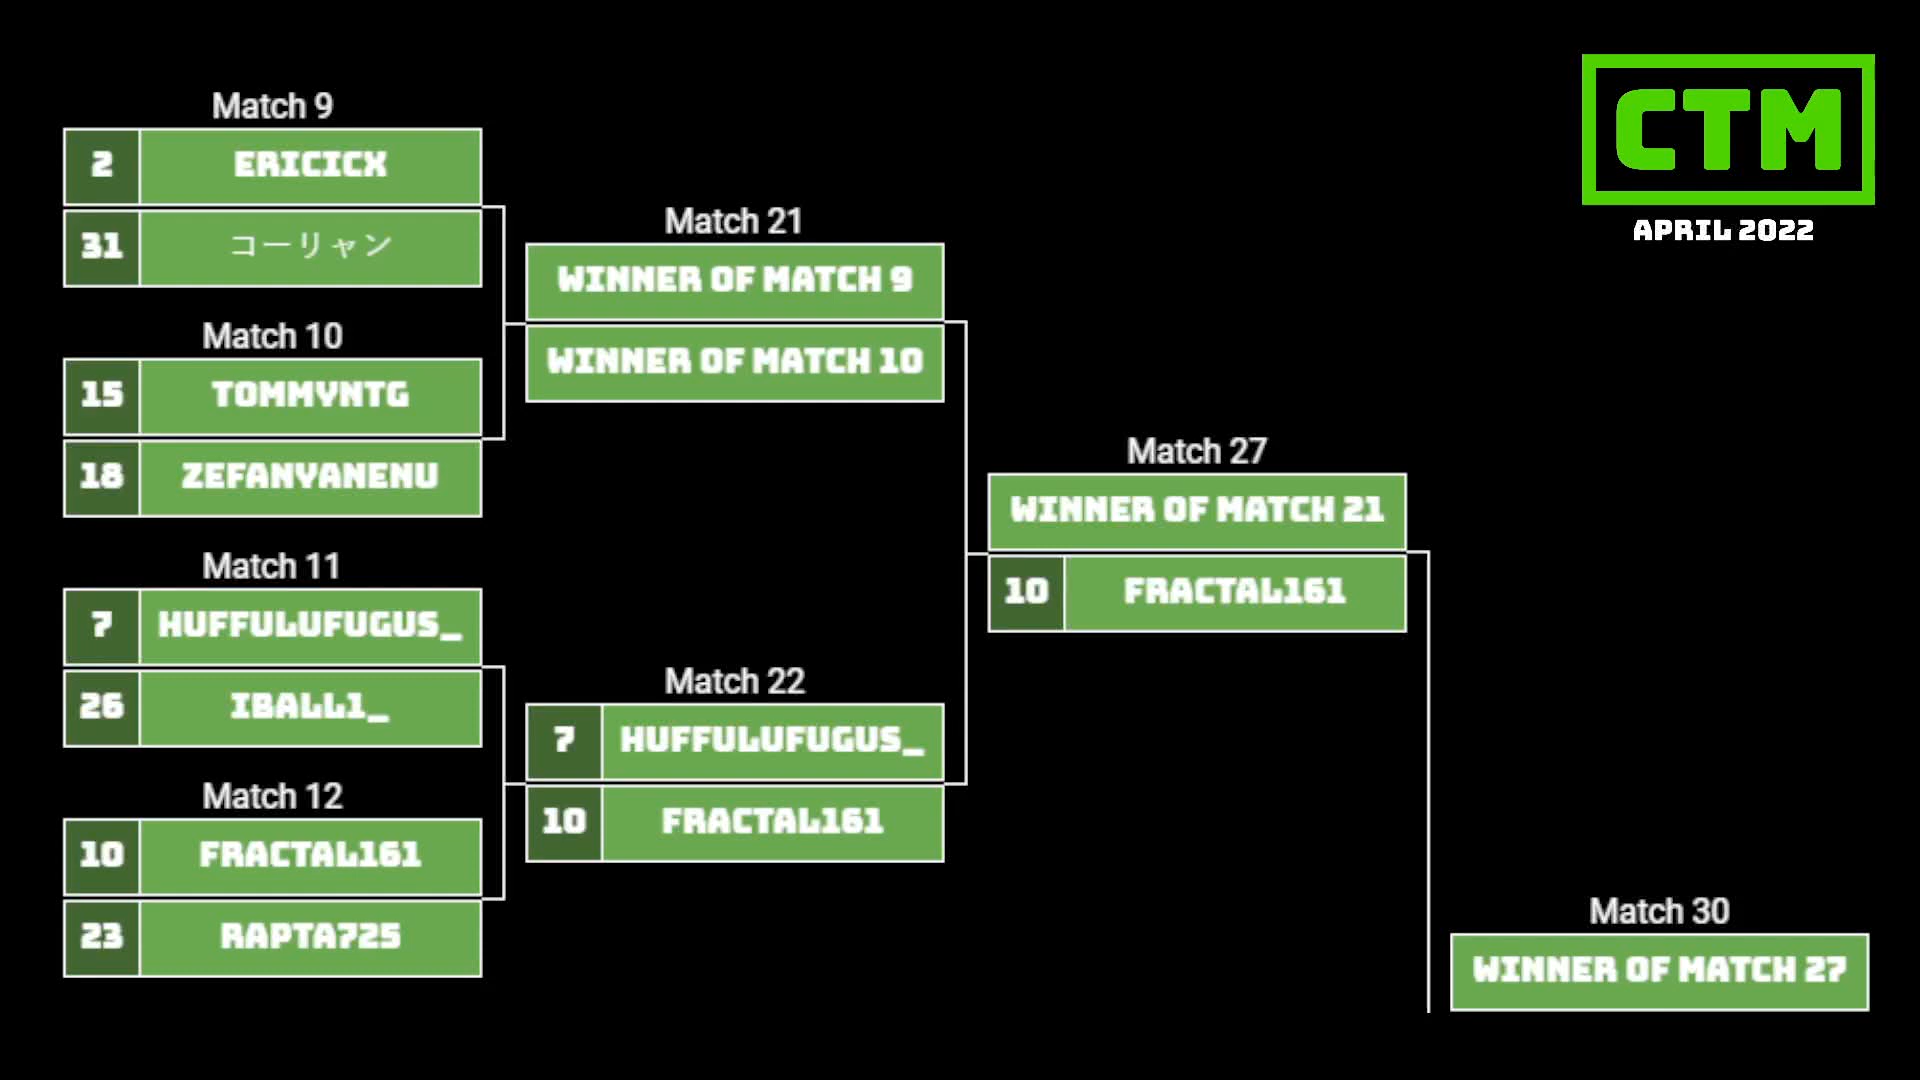 CTM
APRIL 2022
Match 9
2 ERICICX
31 コーリャン
Match 10
15 TOMMYNTG
18 ZEFANYANENU
Match 11
7 HUFFULUFUGUS_
26 IBALL1_
Match 12
10 FRACTAL161
23 RAPTA725
Match 21
WINNER OF MATCH 9
WINNER OF MATCH 10
Match 22
7 HUFFULUFUGUS_
10 FRACTAL161
Match 27
WINNER OF MATCH 21
10 FRACTAL161
Match 30
WINNER OF MATCH 27